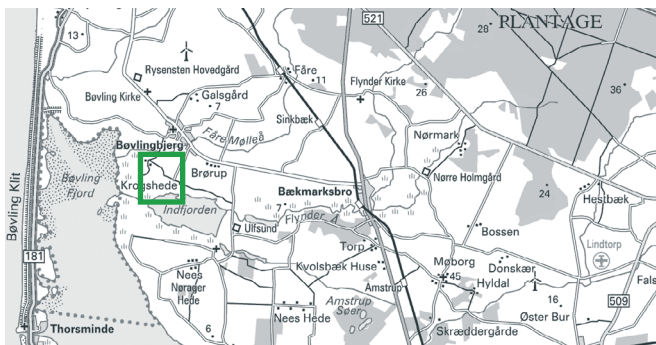 521
PLANTAGE
28
13
Rysensten Hovedgård
Fåre
11
Flynder Kirke
36
Bøvling Kirke
Galsgård
7
26
Sinkbæk
Fåre Mølleå
Nørmark
Bøvlingbjerg
Krogshede
Brørup
Nørre Holmgård
Bøvling
Fjord
Bækmarksbro
24
Hestbæk
Indfjorden
7
Flynder Å
Bøvling Klit
Ulfsund
Bossen
Lindtorp
Torp
181
Nees
Kvolsbæk Huse
Møborg
Donskær
45
Nørager
Hede
Amstrup
Hyldal
Fals
Amstrup
Søer
16
509
Thorsminde
6
Nees Hede
Øster Bur
Skræddergårde